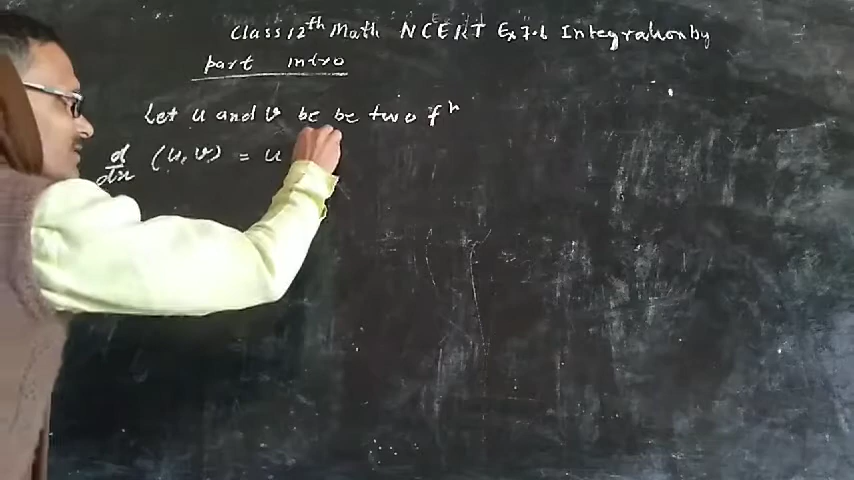 Class 12th Math NCERT Ex 7.6 Integration by
part intro
Let u and v be be two fn
d/dx (u, v) = u